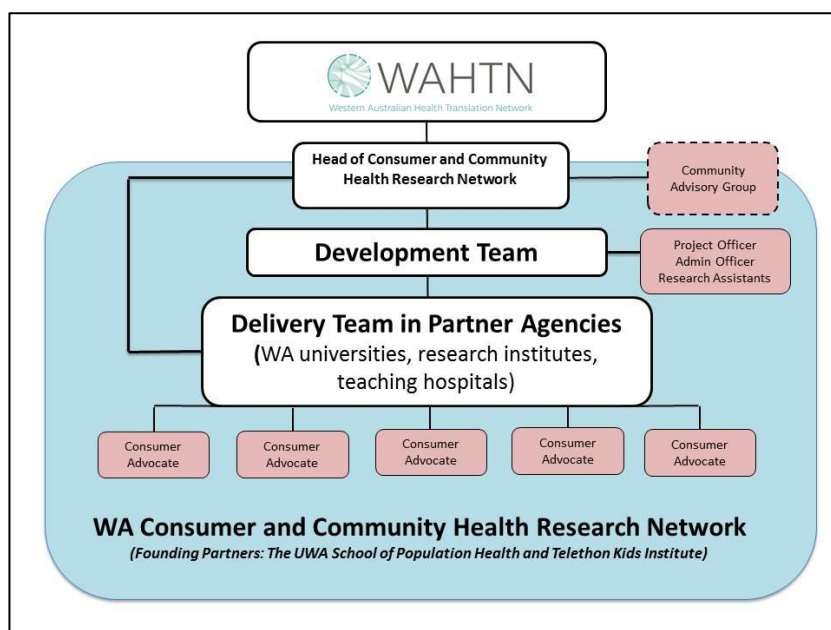 WAHTN
Western Australian Health Translation Network
Head of Consumer and Community
Health Research Network
Community
Advisory Group
Development Team
Project Officer
Admin Officer
Research Assistants
Delivery Team in Partner Agencies
(WA universities, research institutes,
teaching hospitals)
Consumer
Advocate
Consumer
Advocate
Consumer
Advocate
Consumer
Advocate
Consumer
Advocate
WA Consumer and Community Health Research Network
(Founding Partners: The UWA School of Population Health and Telethon Kids Institute)